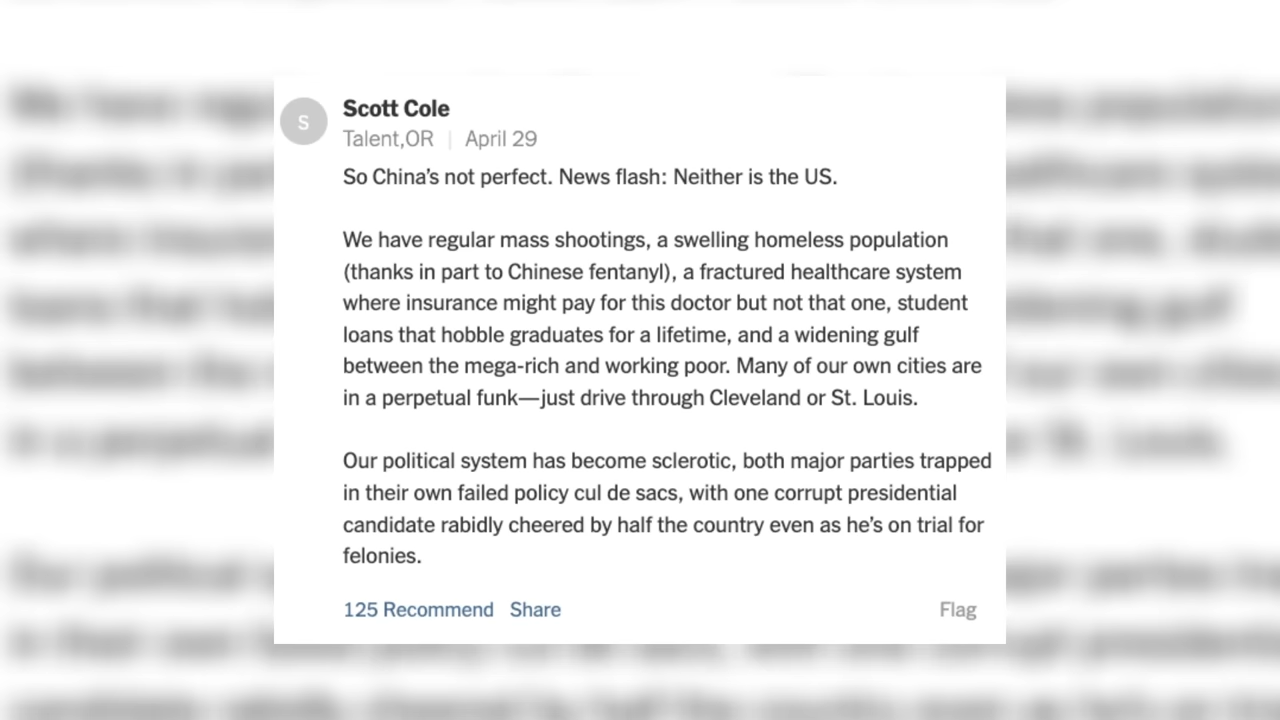 S
Scott Cole
Talent,OR | April 29
So China's not perfect. News flash: Neither is the US.
We have regular mass shootings, a swelling homeless population
(thanks in part to Chinese fentanyl), a fractured healthcare system
where insurance might pay for this doctor but not that one, student
loans that hobble graduates for a lifetime, and a widening gulf
between the mega-rich and working poor. Many of our own cities are
in a perpetual funk—just drive through Cleveland or St. Louis.
Our political system has become sclerotic, both major parties trapped
in their own failed policy cul de sacs, with one corrupt presidential
candidate rabidly cheered by half the country even as he's on trial for
felonies.
125 Recommend Share Flag